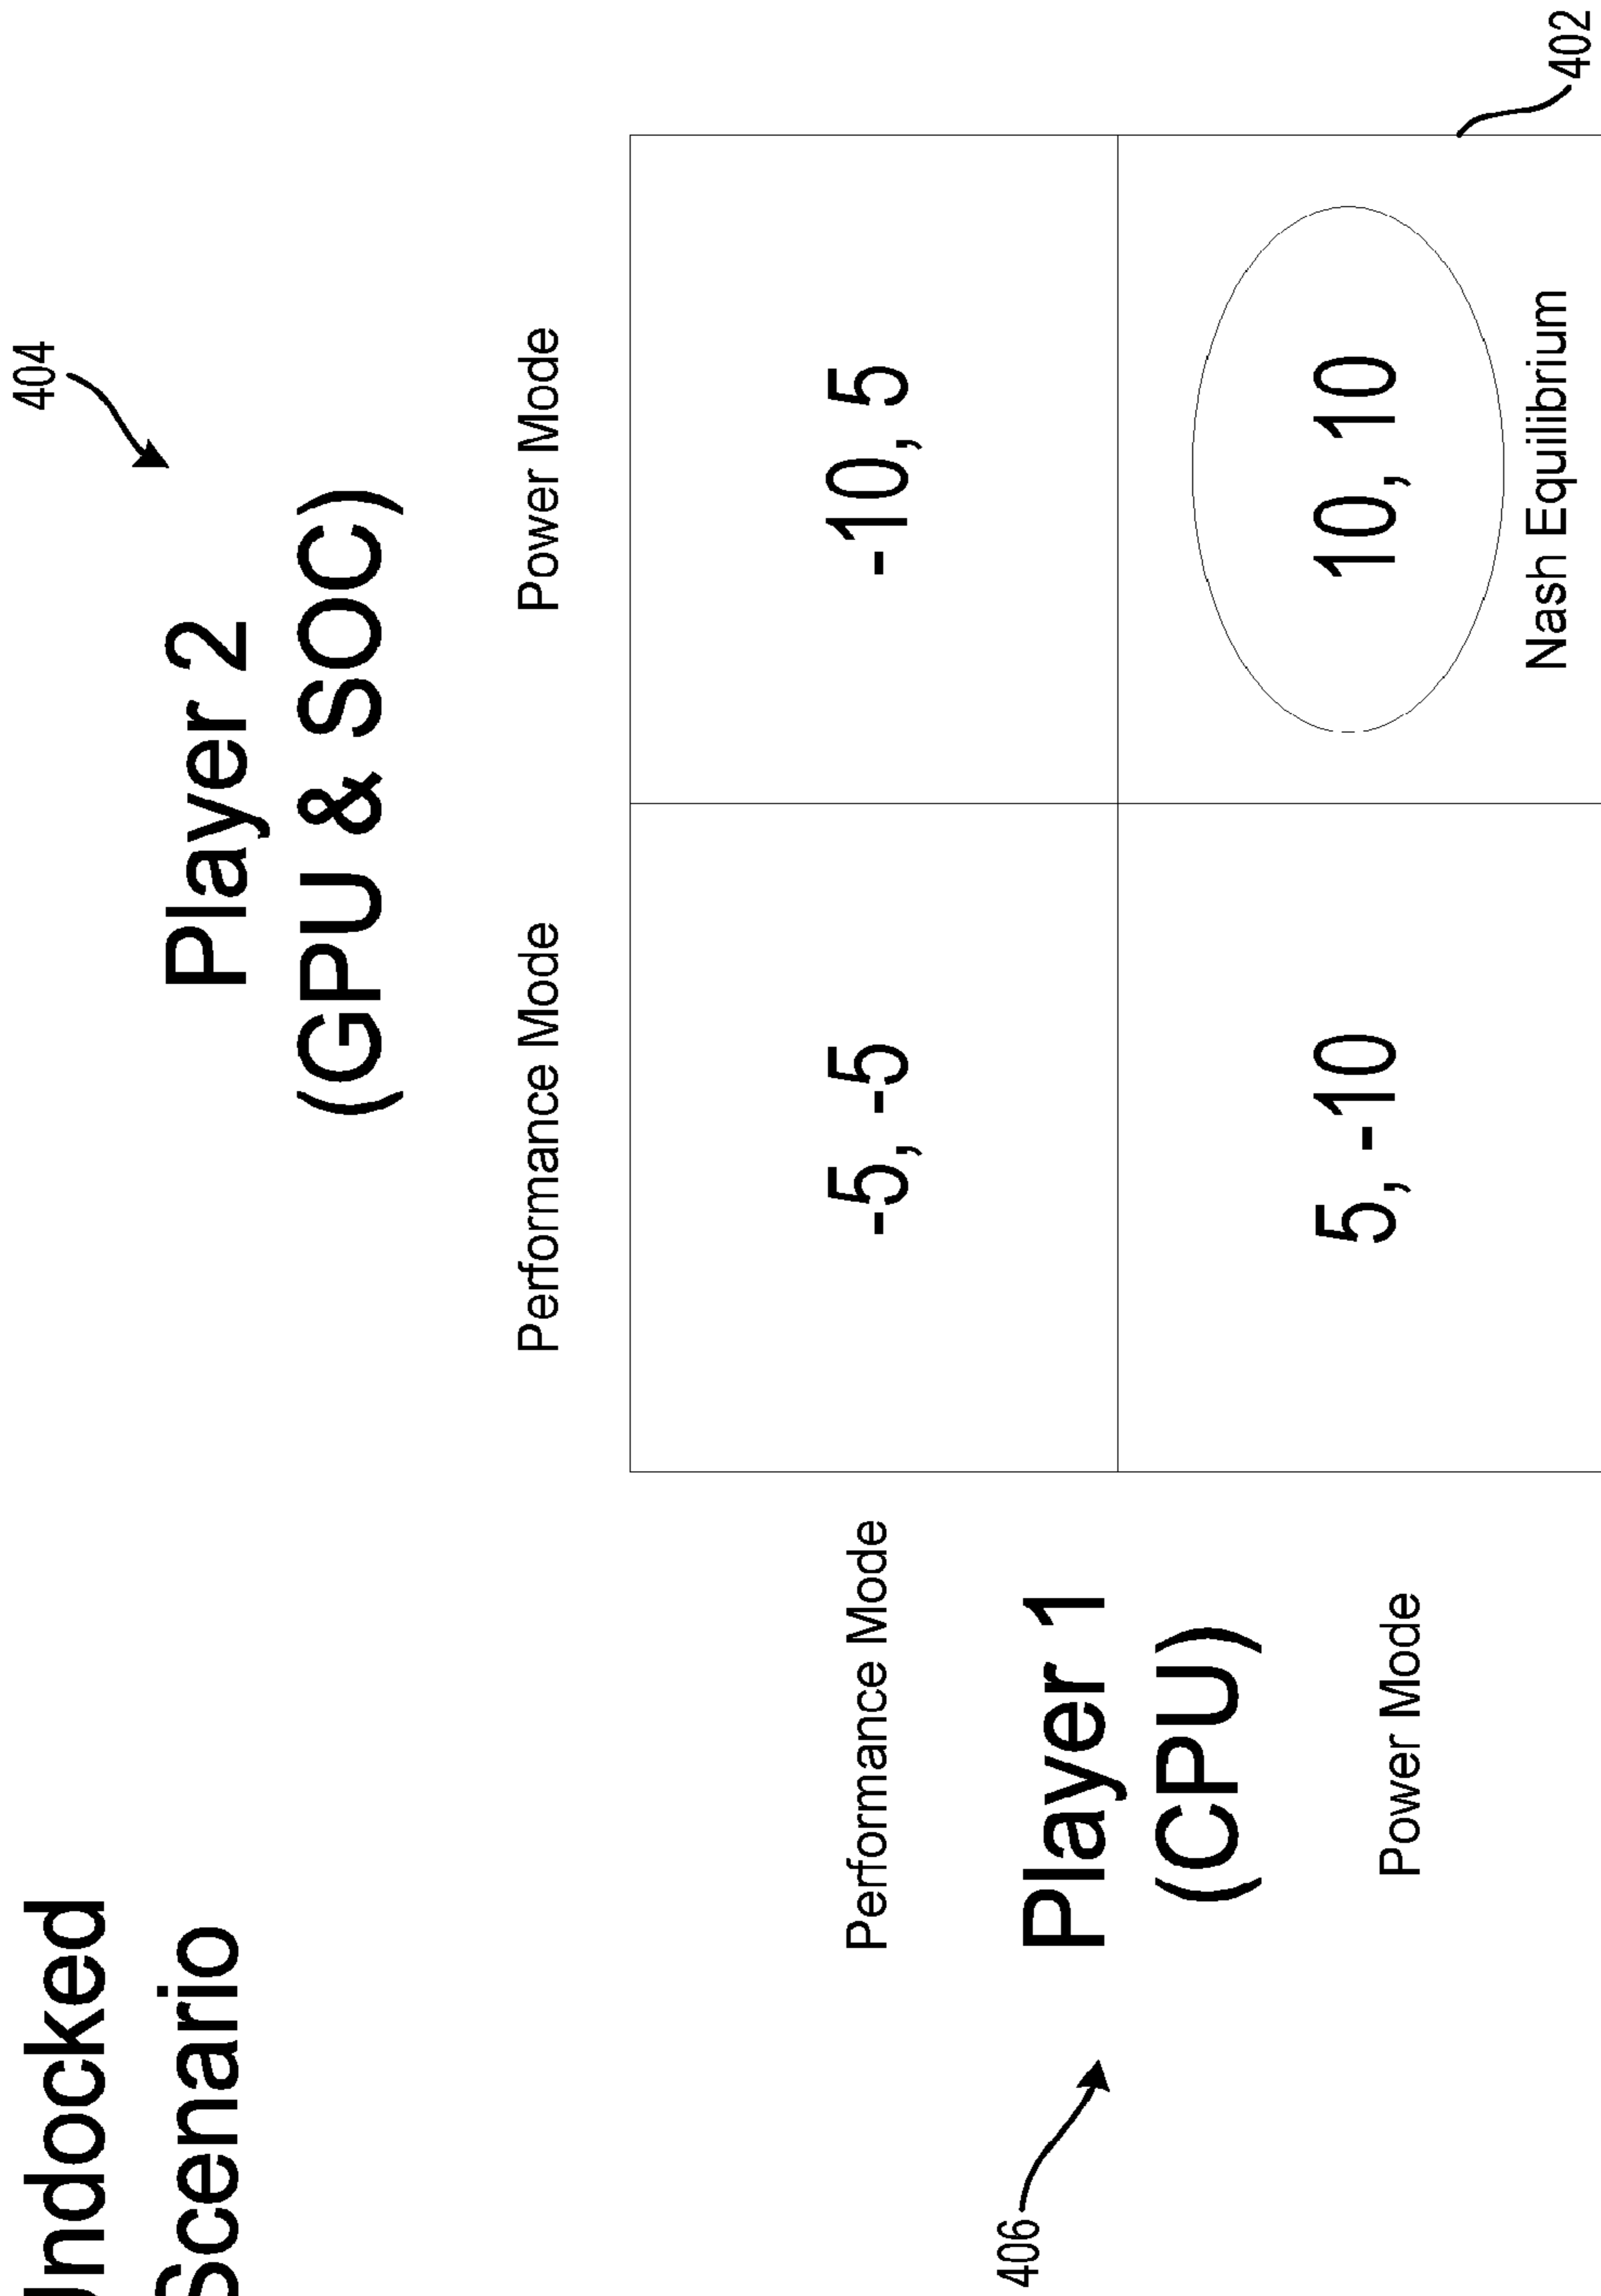 Undocked
Scenario
404
Player 2
(GPU & SOC)
Performance Mode
Power Mode
Performance Mode
-5, -5
-10, 5
406
Player 1
(CPU)
Power Mode
5, -10
10, 10
Nash Equilibrium
402